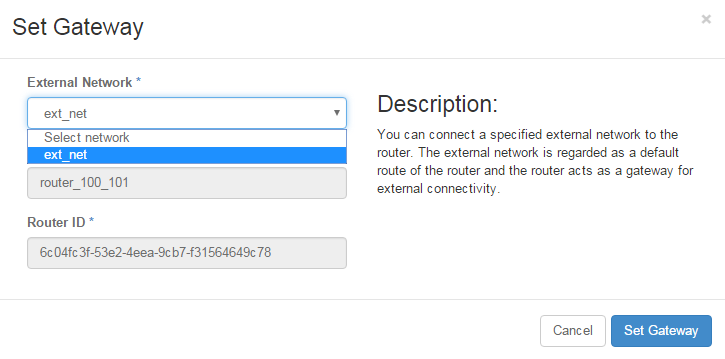 Set Gateway
×
External Network *
ext_net
Select network
ext_net
router_100_101
Router ID *
6c04fc3f-53e2-4eea-9cb7-f31564649c78
Description:
You can connect a specified external network to the
router. The external network is regarded as a default
route of the router and the router acts as a gateway for
external connectivity.
Cancel
Set Gateway